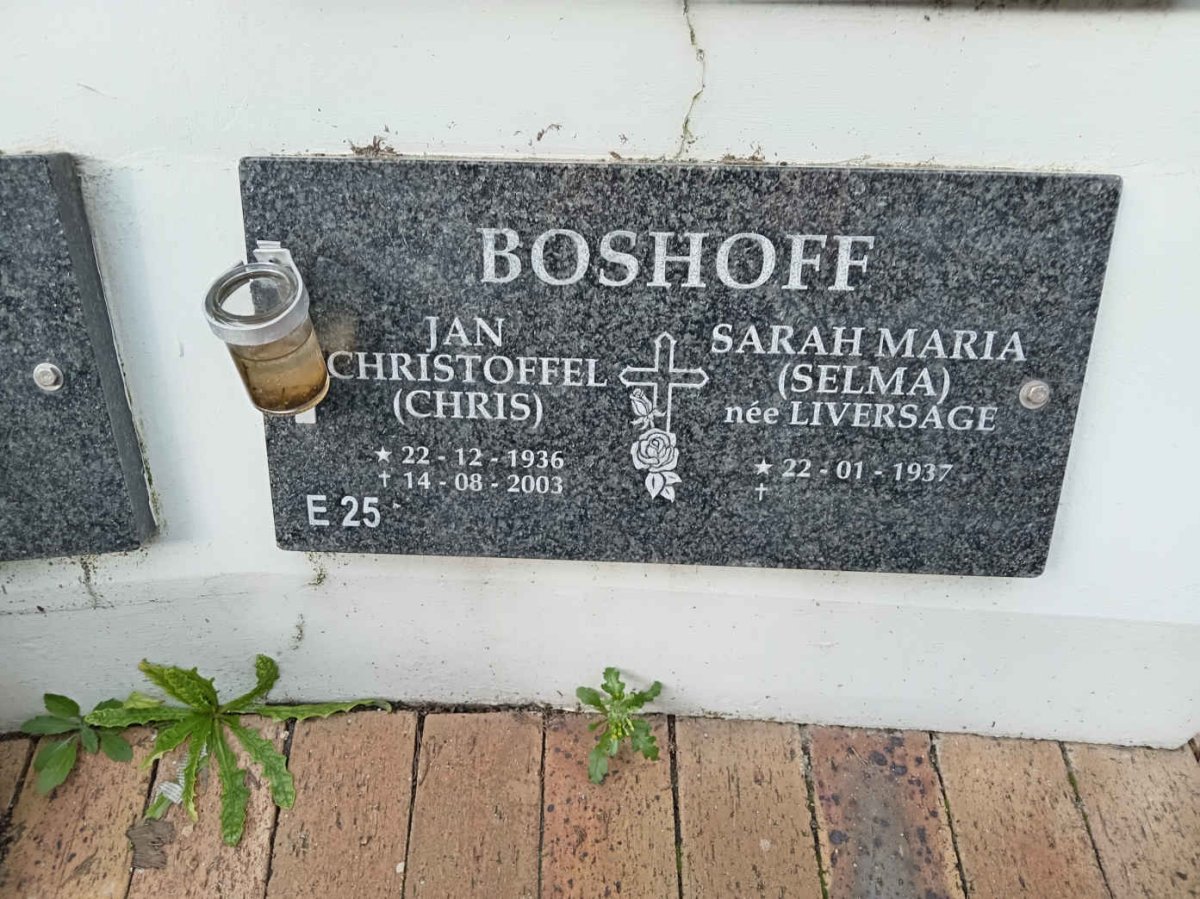 BOSHOFF
JAN
CHRISTOFFEL
(CHRIS)
★ 22 - 12 - 1936
✝ 14 - 08 - 2003
SARAH MARIA
(SELMA)
née LIVERSAGE
★ 22 - 01 - 1937
✝
E 25